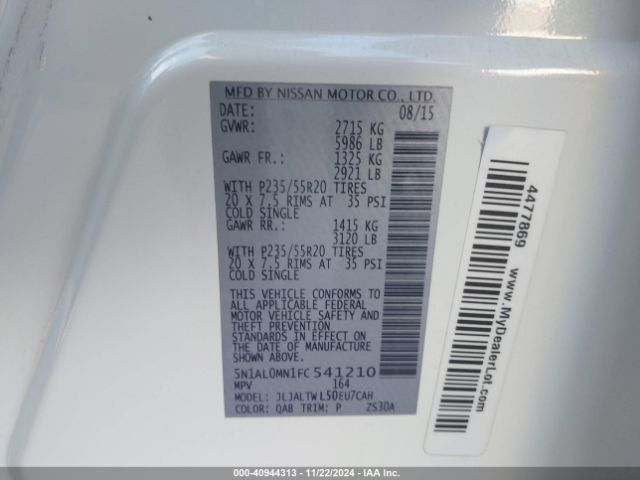 MFD BY NISSAN MOTOR CO., LTD.
DATE: 08/15
GVWR: 2715 KG
5986 LB
GAWR FR.: 1325 KG
2921 LB
WITH P235/55R20 TIRES
20 X 7.5 RIMS AT 35 PSI
COLD SINGLE
GAWR RR.: 1415 KG
3120 LB
WITH P235/55R20 TIRES
20 X 7.5 RIMS AT 35 PSI
COLD SINGLE
THIS VEHICLE CONFORMS TO
ALL APPLICABLE FEDERAL
MOTOR VEHICLE SAFETY AND
THEFT PREVENTION
STANDARDS IN EFFECT ON
THE DATE OF MANUFACTURE
SHOWN ABOVE.
5N1AL0MN1FC541210
MPV 164
MODEL: JLJALTWL50EU7CAH
COLOR: QAB TRIM: P ZS30A
4477869 www.MyDealerLot.com
000-40944313 - 11/22/2024 - IAAI.COM